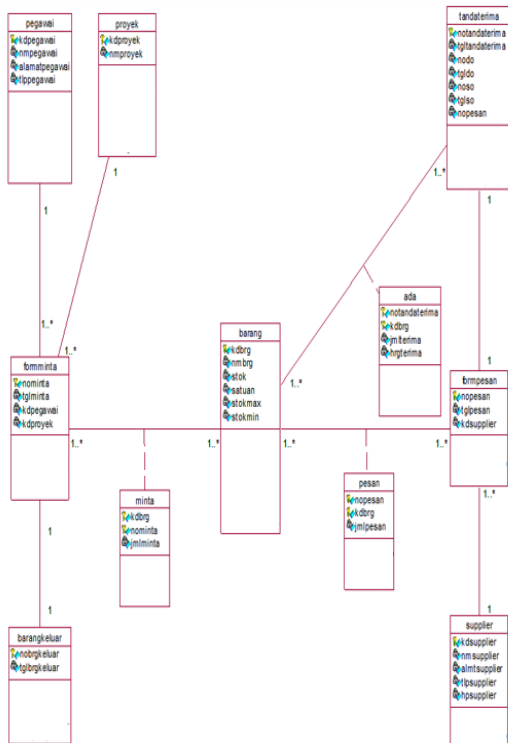 pegawai
kdpegawai
nmpegawai
alamatpegawai
tlppegawai
proyek
kdproyek
nmproyek
tandaterima
notandaterima
tgltandaterima
nodo
tgldo
noso
tglso
nopesan
1
1
1..*
1
1..*
1..*
ada
notandaterima
kdbrg
jmlterima
hrgterima
barang
kdbrg
nmbrg
stok
satuan
stokmax
stokmin
1..*
1
formminta
nominta
tglminta
kdpegawai
kdproyek
formpesan
nopesan
tglpesan
kdsupplier
1..*
1..*
1..*
1..*
1..*
minta
kdbrg
nominta
jmlminta
pesan
nopesan
kdbrg
jmlpesan
1
1
1
barangkeluar
nobrgkeluar
tglbrgkeluar
supplier
kdsupplier
nmsupplier
almtsupplier
tlpsupplier
hpsupplier